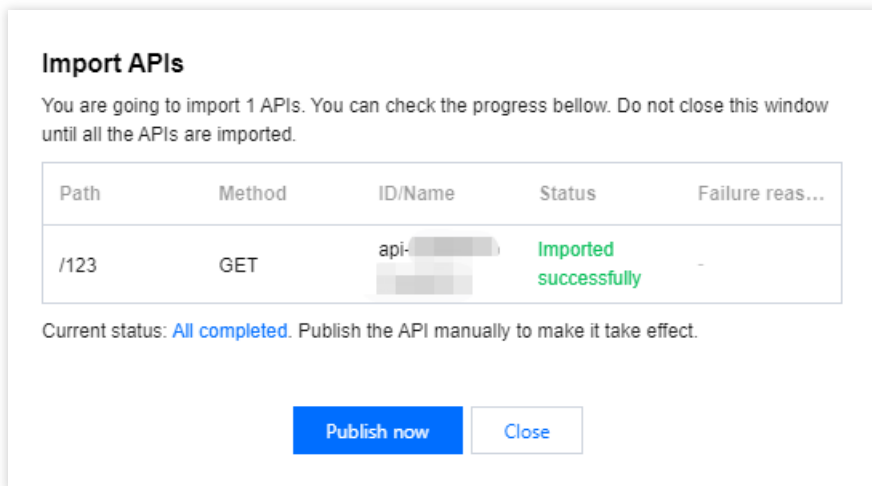 Import APIs
You are going to import 1 APIs. You can check the progress bellow. Do not close this window
until all the APIs are imported.
Path Method ID/Name Status Failure reas...
/123 GET api- Imported
successfully -
Current status: All completed. Publish the API manually to make it take effect.
Publish now Close